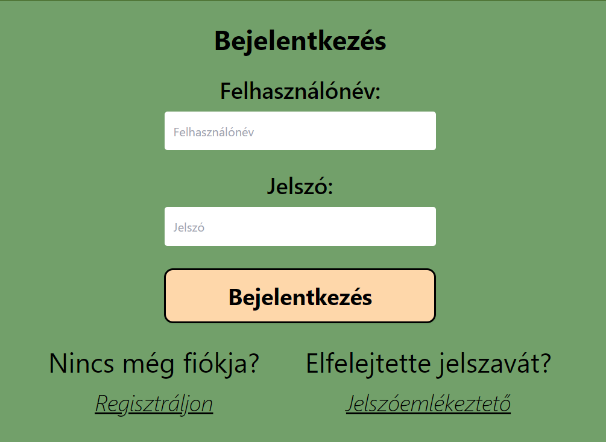 Bejelentkezés
Felhasználónév:
Felhasználónév
Jelszó:
Jelszó
Bejelentkezés
Nincs még fiókja? Elfelejtette jelszavát?
Regisztráljon Jelszóemlékeztető